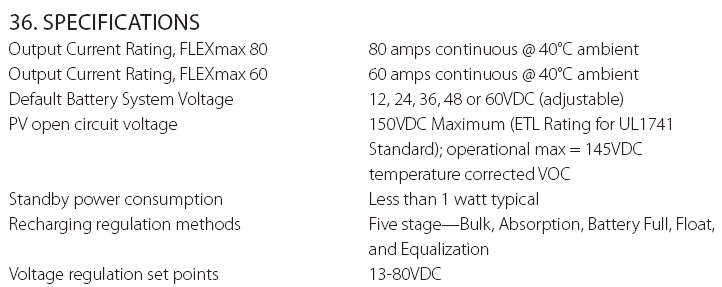 36. SPECIFICATIONS
Output Current Rating, FLEXmax 80 80 amps continuous @ 40°C ambient
Output Current Rating, FLEXmax 60 60 amps continuous @ 40°C ambient
Default Battery System Voltage 12, 24, 36, 48 or 60VDC (adjustable)
PV open circuit voltage 150VDC Maximum (ETL Rating for UL1741
Standard); operational max = 145VDC
temperature corrected VOC
Standby power consumption Less than 1 watt typical
Recharging regulation methods Five stage—Bulk, Absorption, Battery Full, Float,
and Equalization
Voltage regulation set points 13-80VDC